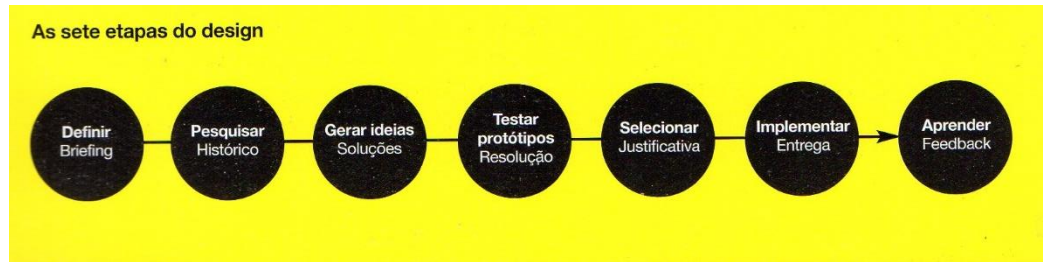 As sete etapas do design
Definir
Briefing
Pesquisar
Histórico
Gerar ideias
Soluções
Testar
protótipos
Resolução
Selecionar
Justificativa
Implementar
Entrega
Aprender
Feedback